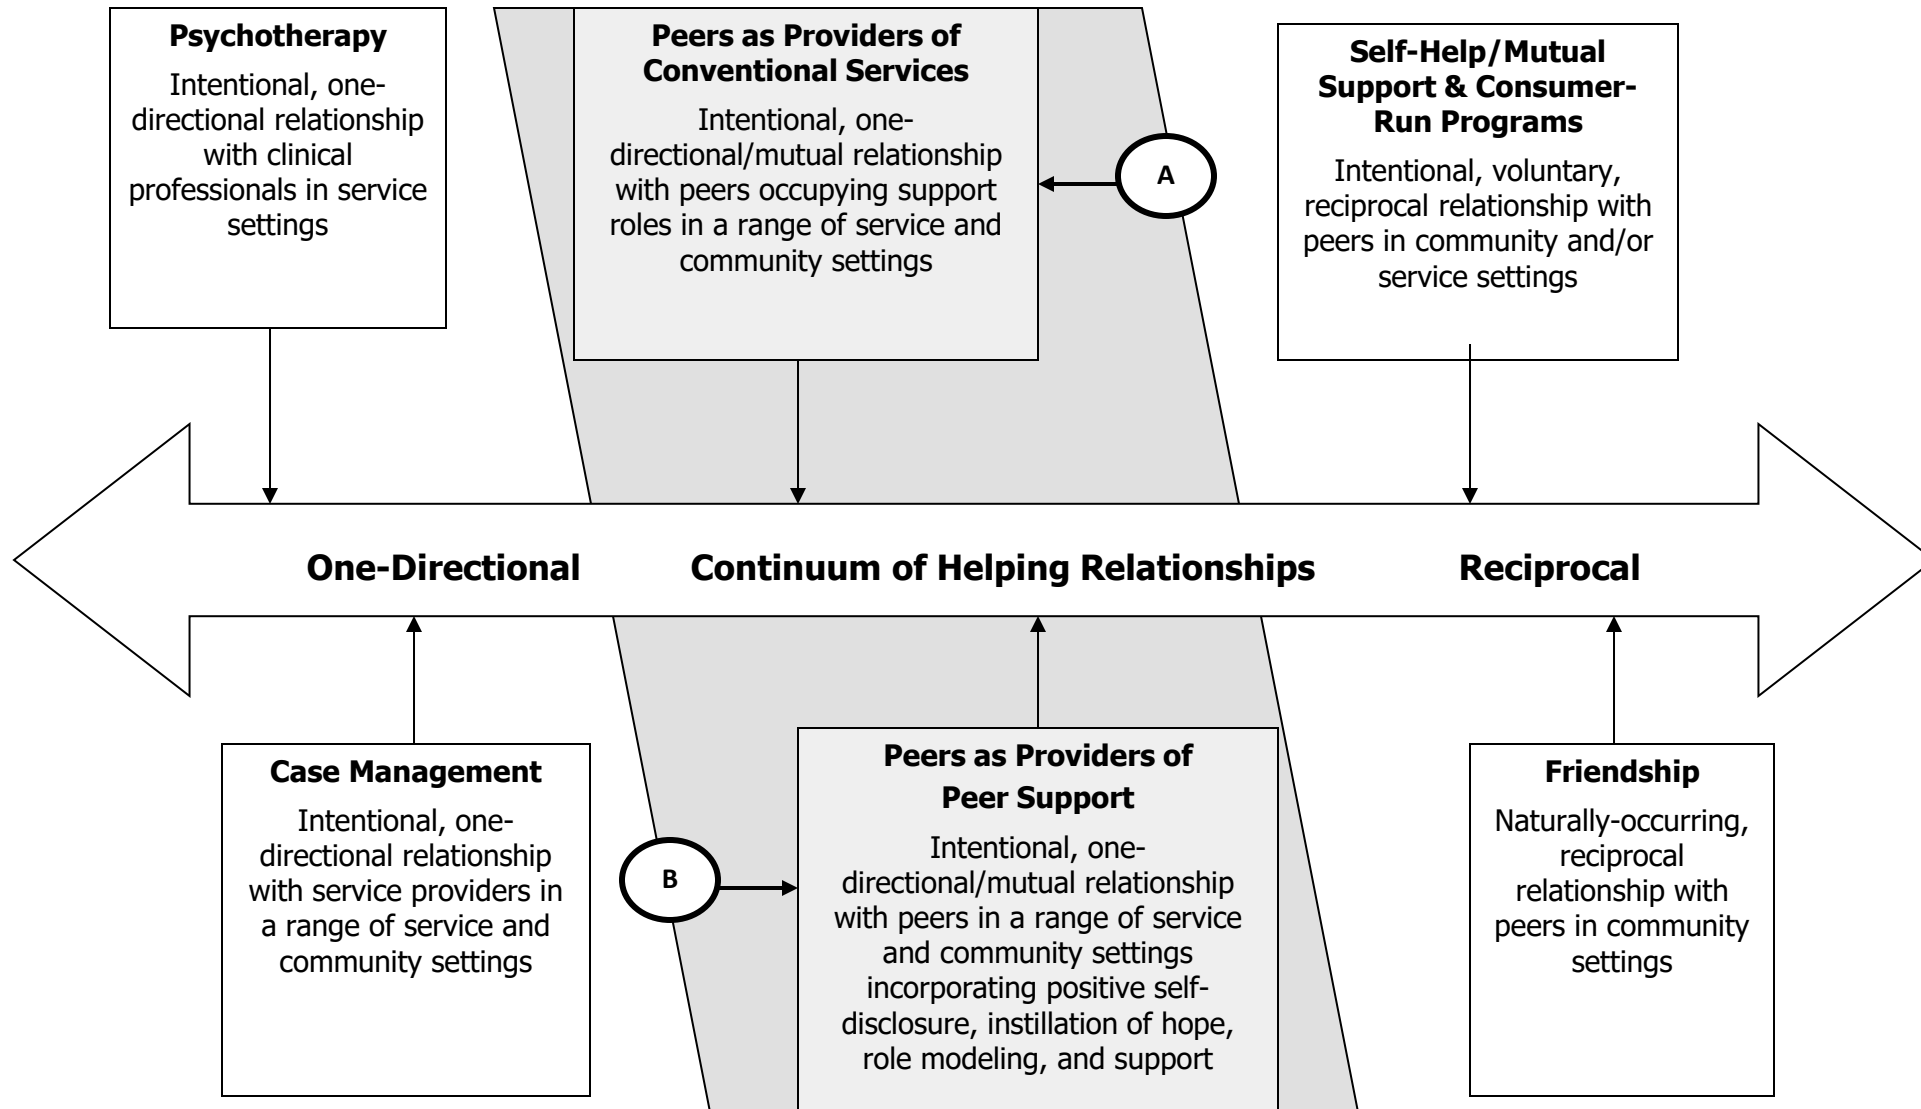 Psychotherapy
Intentional, one-
directional relationship
with clinical
professionals in service
settings
Peers as Providers of
Conventional Services
Intentional, one-
directional/mutual relationship
with peers occupying support
roles in a range of service and
community settings
A
Self-Help/Mutual
Support & Consumer-
Run Programs
Intentional, voluntary,
reciprocal relationship with
peers in community and/or
service settings
One-Directional
Continuum of Helping Relationships
Reciprocal
Case Management
Intentional, one-
directional relationship
with service providers in
a range of service and
community settings
B
Peers as Providers of
Peer Support
Intentional, one-
directional/mutual relationship
with peers in a range of service
and community settings
incorporating positive self-
disclosure, instillation of hope,
role modeling, and support
Friendship
Naturally-occurring,
reciprocal
relationship with
peers in community
settings